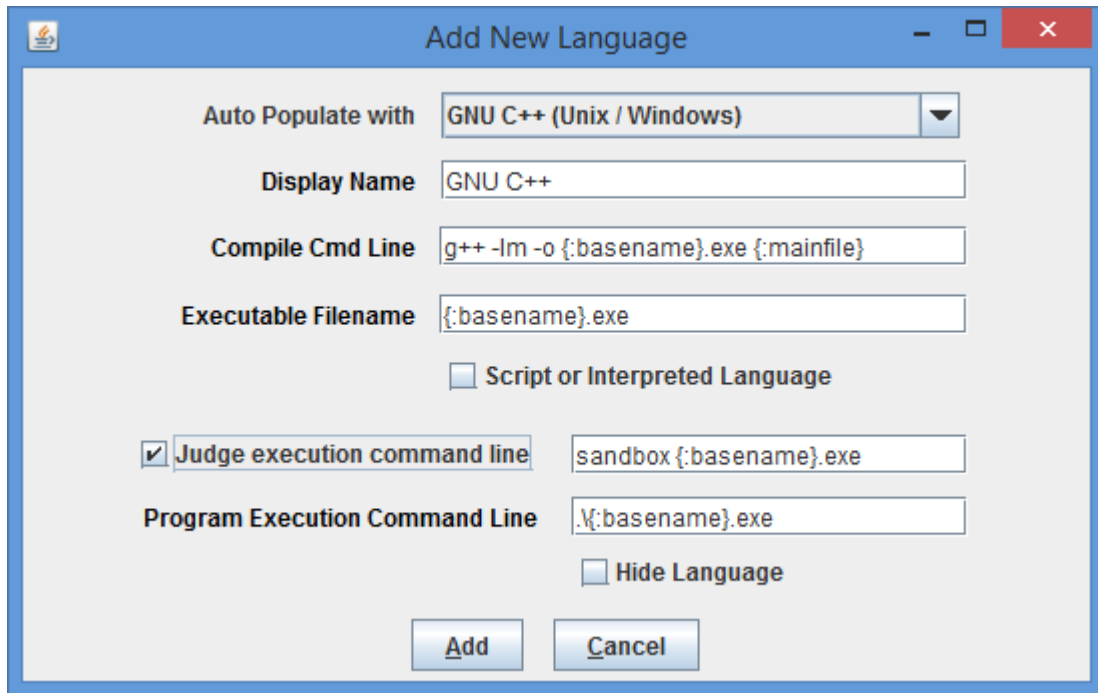 Add New Language
Auto Populate with GNU C++ (Unix / Windows)
Display Name GNU C++
Compile Cmd Line g++ -lm -o {:basename}.exe {:mainfile}
Executable Filename {:basename}.exe
Script or Interpreted Language
Judge execution command line sandbox {:basename}.exe
Program Execution Command Line .\{:basename}.exe
Hide Language
Add Cancel